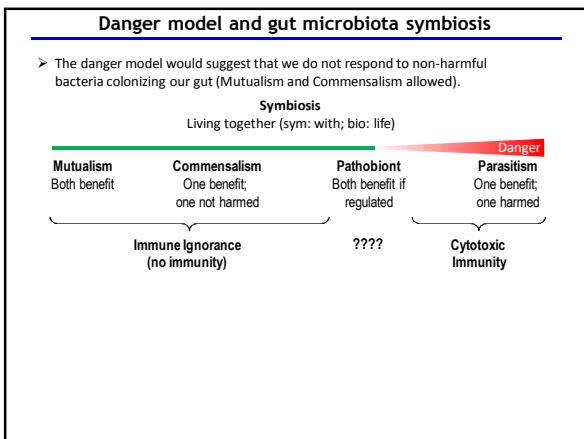 Danger model and gut microbiota symbiosis
➢ The danger model would suggest that we do not respond to non-harmful
bacteria colonizing our gut (Mutualism and Commensalism allowed).
Symbiosis
Living together (sym: with; bio: life)
Danger
Mutualism Commensalism Pathobiont Parasitism
Both benefit One benefit; Both benefit if One benefit;
one not harmed regulated one harmed
Immune Ignorance ???? Cytotoxic
(no immunity) Immunity